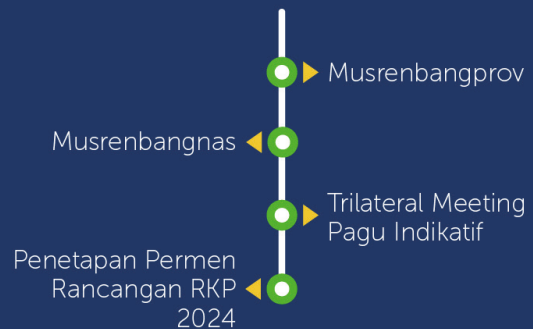 Musrenbangprov
Musrenbangnas
Trilateral Meeting
Pagu Indikatif
Penetapan Permen
Rancangan RKP
2024